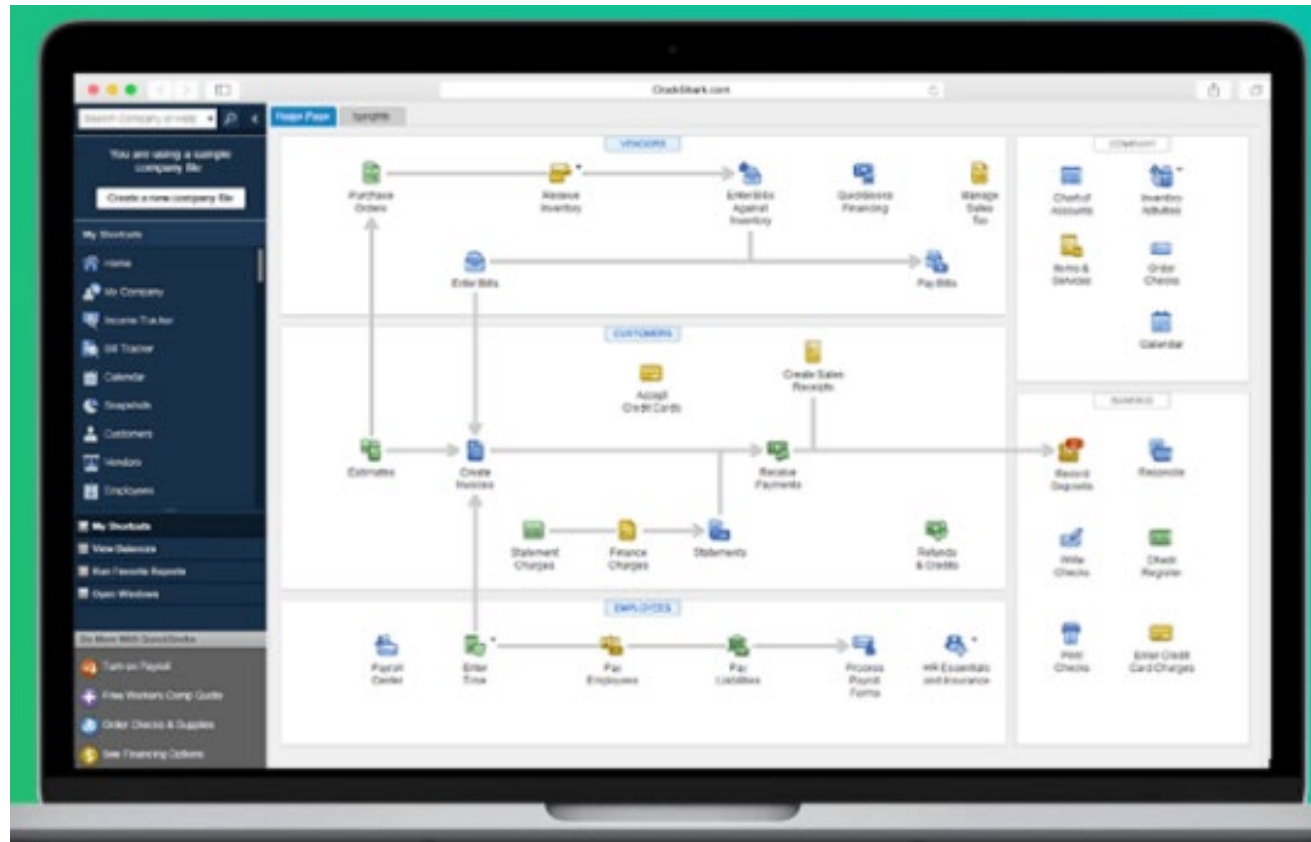 ClockShark.com
Search Company or Help
Home Page
Insights
You are using a sample
company file
Create a new company file
My Shortcuts
Home
My Company
Income Tracker
Bill Tracker
Calendar
Snapshots
Customers
Vendors
Employees
My Shortcuts
View Balances
Run Favorite Reports
Open Windows
Do More With QuickBooks
Turn on Payroll
Free Workers Comp Quote
Order Checks & Supplies
See Financing Options
VENDORS
Purchase
Orders
Receive
Inventory
Enter Bills
Against
Inventory
QuickBooks
Financing
Manage
Sales
Tax
Enter Bills
Pay Bills
CUSTOMERS
Accept
Credit Cards
Create Sales
Receipts
Estimates
Create
Invoices
Receive
Payments
Statement
Charges
Finance
Charges
Statements
Refunds
& Credits
EMPLOYEES
Payroll
Center
Enter
Time
Pay
Employees
Pay
Liabilities
Process
Payroll
Forms
HR Essentials
and Insurance
COMPANY
Chart of
Accounts
Inventory
Activities
Items &
Services
Order
Checks
Calendar
BANKING
Record
Deposits
Reconcile
Write
Checks
Check
Register
Print
Checks
Enter Credit
Card Charges